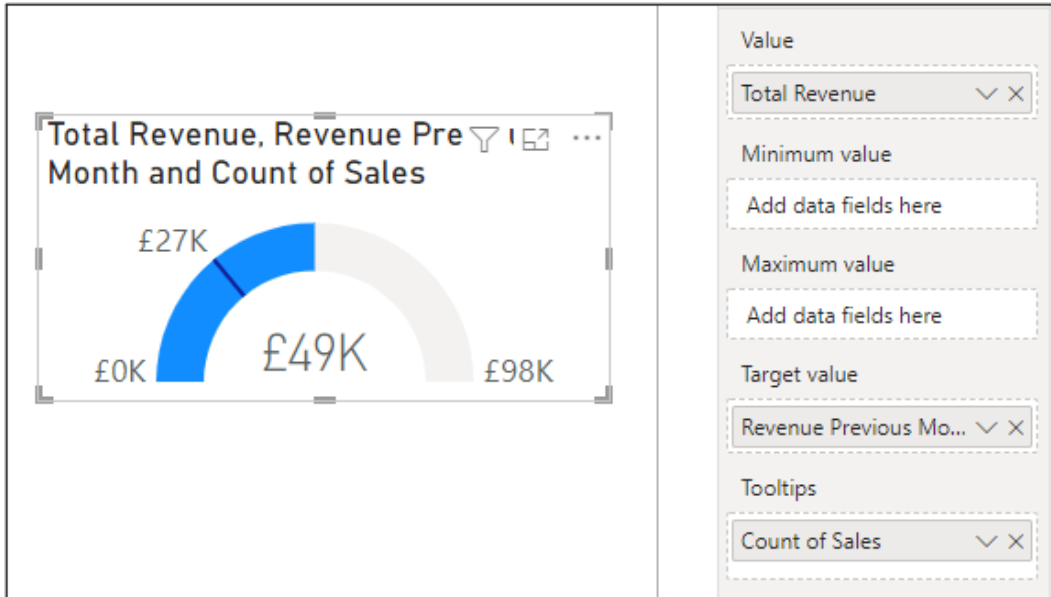 Total Revenue, Revenue Pre
Month and Count of Sales
£27K
£49K
£0K
£98K
Value
Total Revenue
Minimum value
Add data fields here
Maximum value
Add data fields here
Target value
Revenue Previous Mo...
Tooltips
Count of Sales